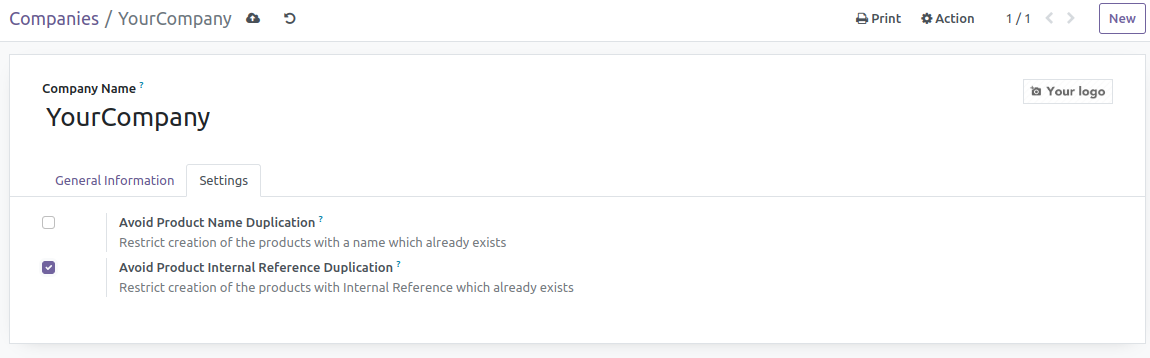 Companies / YourCompany
Print Action 1 / 1 New
Company Name ?
YourCompany
Your logo
General Information Settings
Avoid Product Name Duplication ?
Restrict creation of the products with a name which already exists
Avoid Product Internal Reference Duplication ?
Restrict creation of the products with Internal Reference which already exists